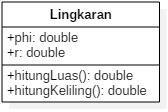 Lingkaran
+phi: double
+r: double
+hitungLuas(): double
+hitungKeliling(): double